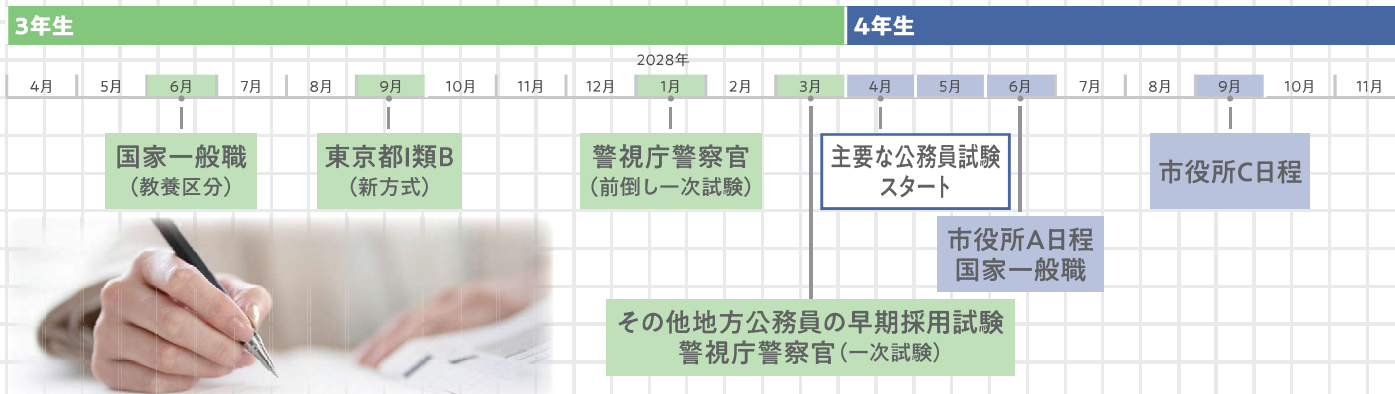 3年生
4年生
2028年
4月 5月 6月 7月 8月 9月 10月 11月 12月 1月 2月 3月 4月 5月 6月 7月 8月 9月 10月 11月
国家一般職
（教養区分）
東京都I類B
（新方式）
警視庁警察官
（前倒し一次試験）
主要な公務員試験
スタート
市役所C日程
市役所A日程
国家一般職
その他地方公務員の早期採用試験
警視庁警察官（一次試験）